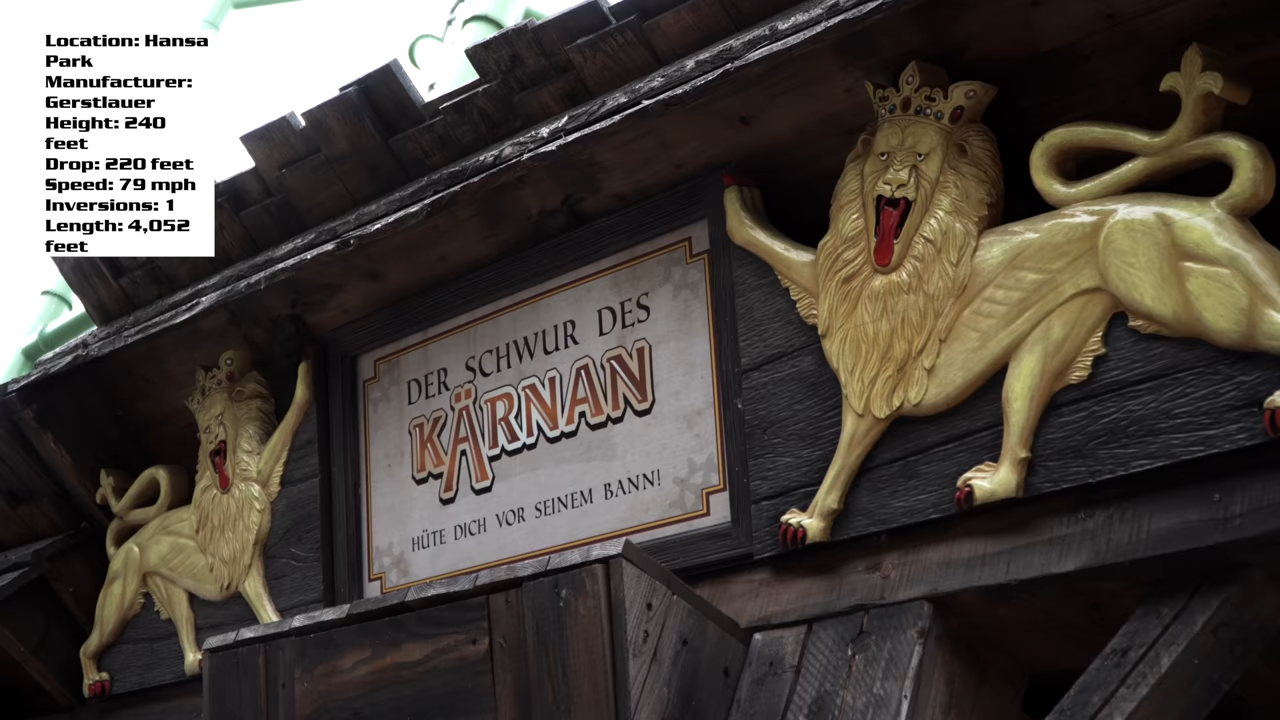 Location: Hansa
Park
Manufacturer:
Gerstlauer
Height: 240
feet
Drop: 220 feet
Speed: 79 mph
Inversions: 1
Length: 4,052
feet
DER SCHWUR DES
KÄRNAN
HÜTE DICH VOR SEINEM BANN!